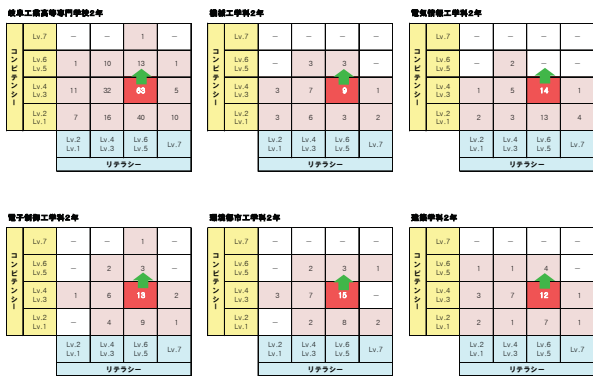 岐阜工業高等専門学校2年
コンピテンシー
Lv.7 － － 1 －
Lv.6 Lv.5 1 10 13 1
Lv.4 Lv.3 11 32 63 5
Lv.2 Lv.1 7 16 40 10
Lv.2 Lv.1 Lv.4 Lv.3 Lv.6 Lv.5 Lv.7
リテラシー
機械工学科2年
コンピテンシー
Lv.7 － － － －
Lv.6 Lv.5 － 3 3 －
Lv.4 Lv.3 3 7 9 1
Lv.2 Lv.1 3 6 3 2
Lv.2 Lv.1 Lv.4 Lv.3 Lv.6 Lv.5 Lv.7
リテラシー
電気情報工学科2年
コンピテンシー
Lv.7 － － － －
Lv.6 Lv.5 － 2 － －
Lv.4 Lv.3 1 5 14 1
Lv.2 Lv.1 2 3 13 4
Lv.2 Lv.1 Lv.4 Lv.3 Lv.6 Lv.5 Lv.7
リテラシー
電子制御工学科2年
コンピテンシー
Lv.7 － － 1 －
Lv.6 Lv.5 － 2 3 －
Lv.4 Lv.3 1 6 13 2
Lv.2 Lv.1 － 4 9 1
Lv.2 Lv.1 Lv.4 Lv.3 Lv.6 Lv.5 Lv.7
リテラシー
環境都市工学科2年
コンピテンシー
Lv.7 － － － －
Lv.6 Lv.5 － 2 3 1
Lv.4 Lv.3 3 7 15 －
Lv.2 Lv.1 － 2 8 2
Lv.2 Lv.1 Lv.4 Lv.3 Lv.6 Lv.5 Lv.7
リテラシー
建築学科2年
コンピテンシー
Lv.7 － － － －
Lv.6 Lv.5 1 1 4 －
Lv.4 Lv.3 3 7 12 1
Lv.2 Lv.1 2 1 7 1
Lv.2 Lv.1 Lv.4 Lv.3 Lv.6 Lv.5 Lv.7
リテラシー